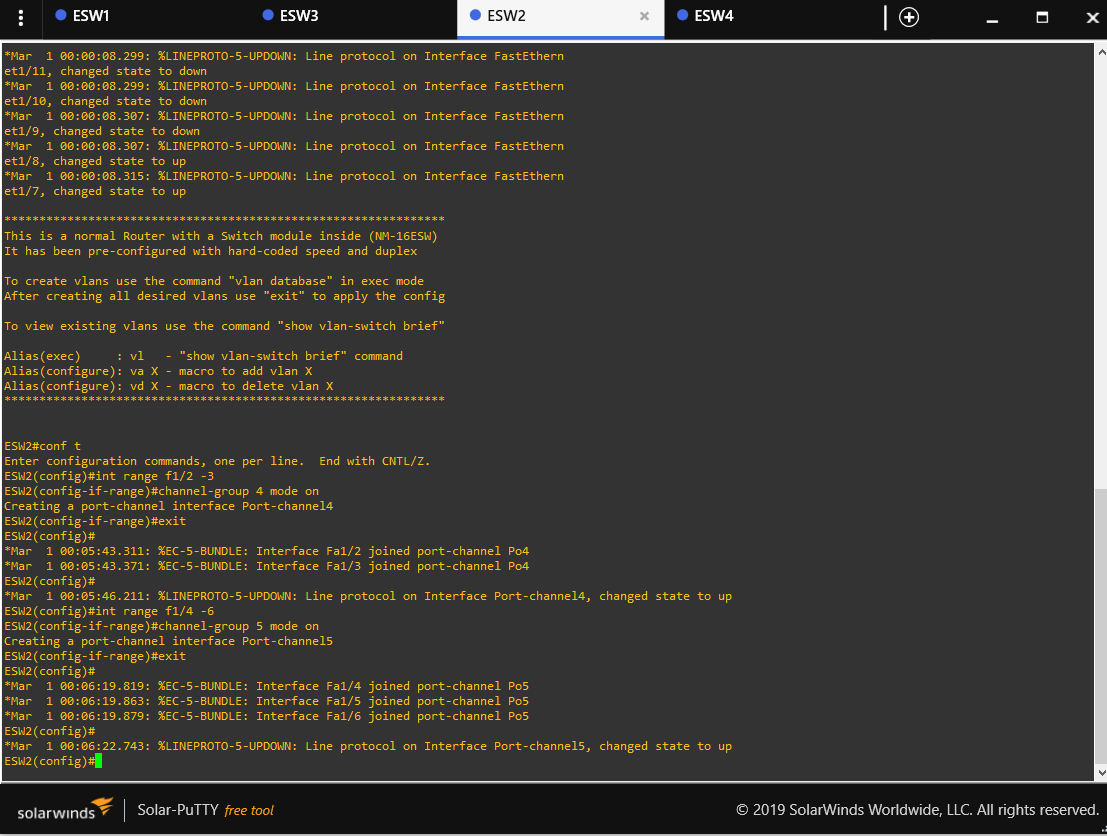 ESW1
ESW3
ESW2
ESW4
*Mar  1 00:00:08.299: %LINEPROTO-5-UPDOWN: Line protocol on Interface FastEthern
et1/11, changed state to down
*Mar  1 00:00:08.299: %LINEPROTO-5-UPDOWN: Line protocol on Interface FastEthern
et1/10, changed state to down
*Mar  1 00:00:08.307: %LINEPROTO-5-UPDOWN: Line protocol on Interface FastEthern
et1/9, changed state to down
*Mar  1 00:00:08.307: %LINEPROTO-5-UPDOWN: Line protocol on Interface FastEthern
et1/8, changed state to up
*Mar  1 00:00:08.315: %LINEPROTO-5-UPDOWN: Line protocol on Interface FastEthern
et1/7, changed state to up
***************************************************************
This is a normal Router with a Switch module inside (NM-16ESW)
It has been pre-configured with hard-coded speed and duplex
To create vlans use the command "vlan database" in exec mode
After creating all desired vlans use "exit" to apply the config
To view existing vlans use the command "show vlan-switch brief"
Alias(exec)     : vl   - "show vlan-switch brief" command
Alias(configure): va X - macro to add vlan X
Alias(configure): vd X - macro to delete vlan X
***************************************************************
ESW2#conf t
Enter configuration commands, one per line.  End with CNTL/Z.
ESW2(config)#int range f1/2 -3
ESW2(config-if-range)#channel-group 4 mode on
Creating a port-channel interface Port-channel4
ESW2(config-if-range)#exit
ESW2(config)#
*Mar  1 00:05:43.311: %EC-5-BUNDLE: Interface Fa1/2 joined port-channel Po4
*Mar  1 00:05:43.371: %EC-5-BUNDLE: Interface Fa1/3 joined port-channel Po4
ESW2(config)#
*Mar  1 00:05:46.211: %LINEPROTO-5-UPDOWN: Line protocol on Interface Port-channel4, changed state to up
ESW2(config)#int range f1/4 -6
ESW2(config-if-range)#channel-group 5 mode on
Creating a port-channel interface Port-channel5
ESW2(config-if-range)#exit
ESW2(config)#
*Mar  1 00:06:19.819: %EC-5-BUNDLE: Interface Fa1/4 joined port-channel Po5
*Mar  1 00:06:19.863: %EC-5-BUNDLE: Interface Fa1/5 joined port-channel Po5
*Mar  1 00:06:19.879: %EC-5-BUNDLE: Interface Fa1/6 joined port-channel Po5
ESW2(config)#
*Mar  1 00:06:22.743: %LINEPROTO-5-UPDOWN: Line protocol on Interface Port-channel5, changed state to up
ESW2(config)#
solarwinds
Solar-PuTTY free tool
© 2019 SolarWinds Worldwide, LLC. All rights reserved.